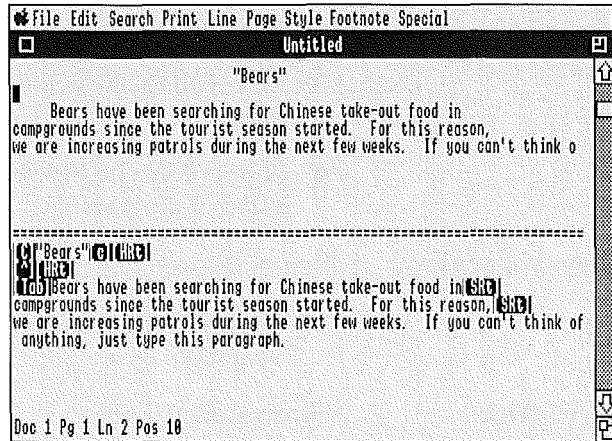 File Edit Search Print Line Page Style Footnote Special
Untitled
"Bears"
Bears have been searching for Chinese take-out food in
campgrounds since the tourist season started. For this reason,
we are increasing patrols during the next few weeks. If you can't think o
[C]"Bears"[c][HRt]
[^][HRt]
[Tab]Bears have been searching for Chinese take-out food in[SRt]
campgrounds since the tourist season started. For this reason,[SRt]
we are increasing patrols during the next few weeks. If you can't think of
anything, just type this paragraph.
Doc 1 Pg 1 Ln 2 Pos 10